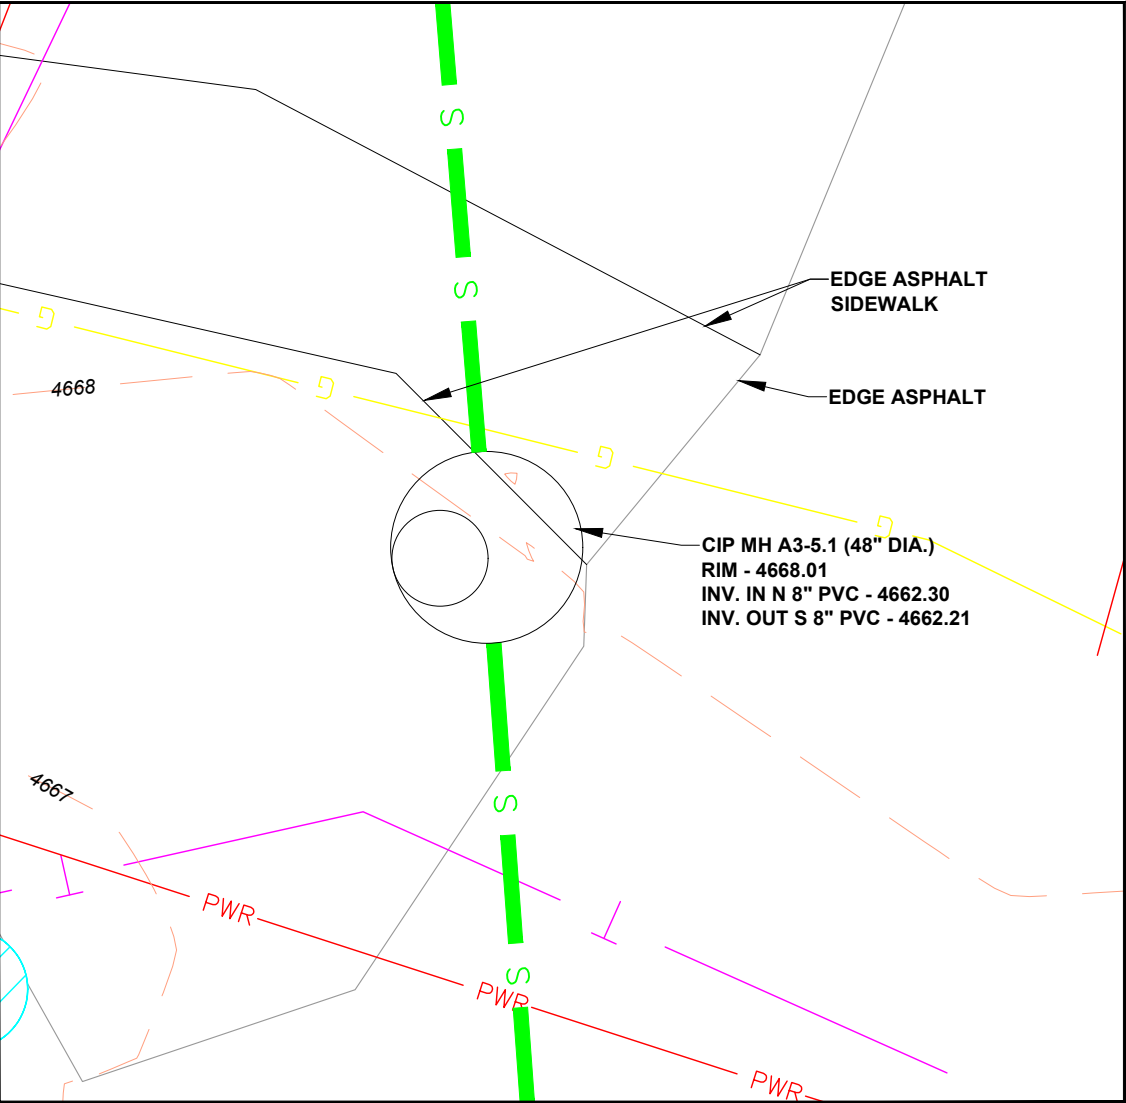 S
S
EDGE ASPHALT
SIDEWALK
G
4668
G
EDGE ASPHALT
G
G
CIP MH A3-5.1 (48" DIA.)
RIM - 4668.01
INV. IN N 8" PVC - 4662.30
INV. OUT S 8" PVC - 4662.21
4667
S
T
PWR
T
S
PWR
PWR